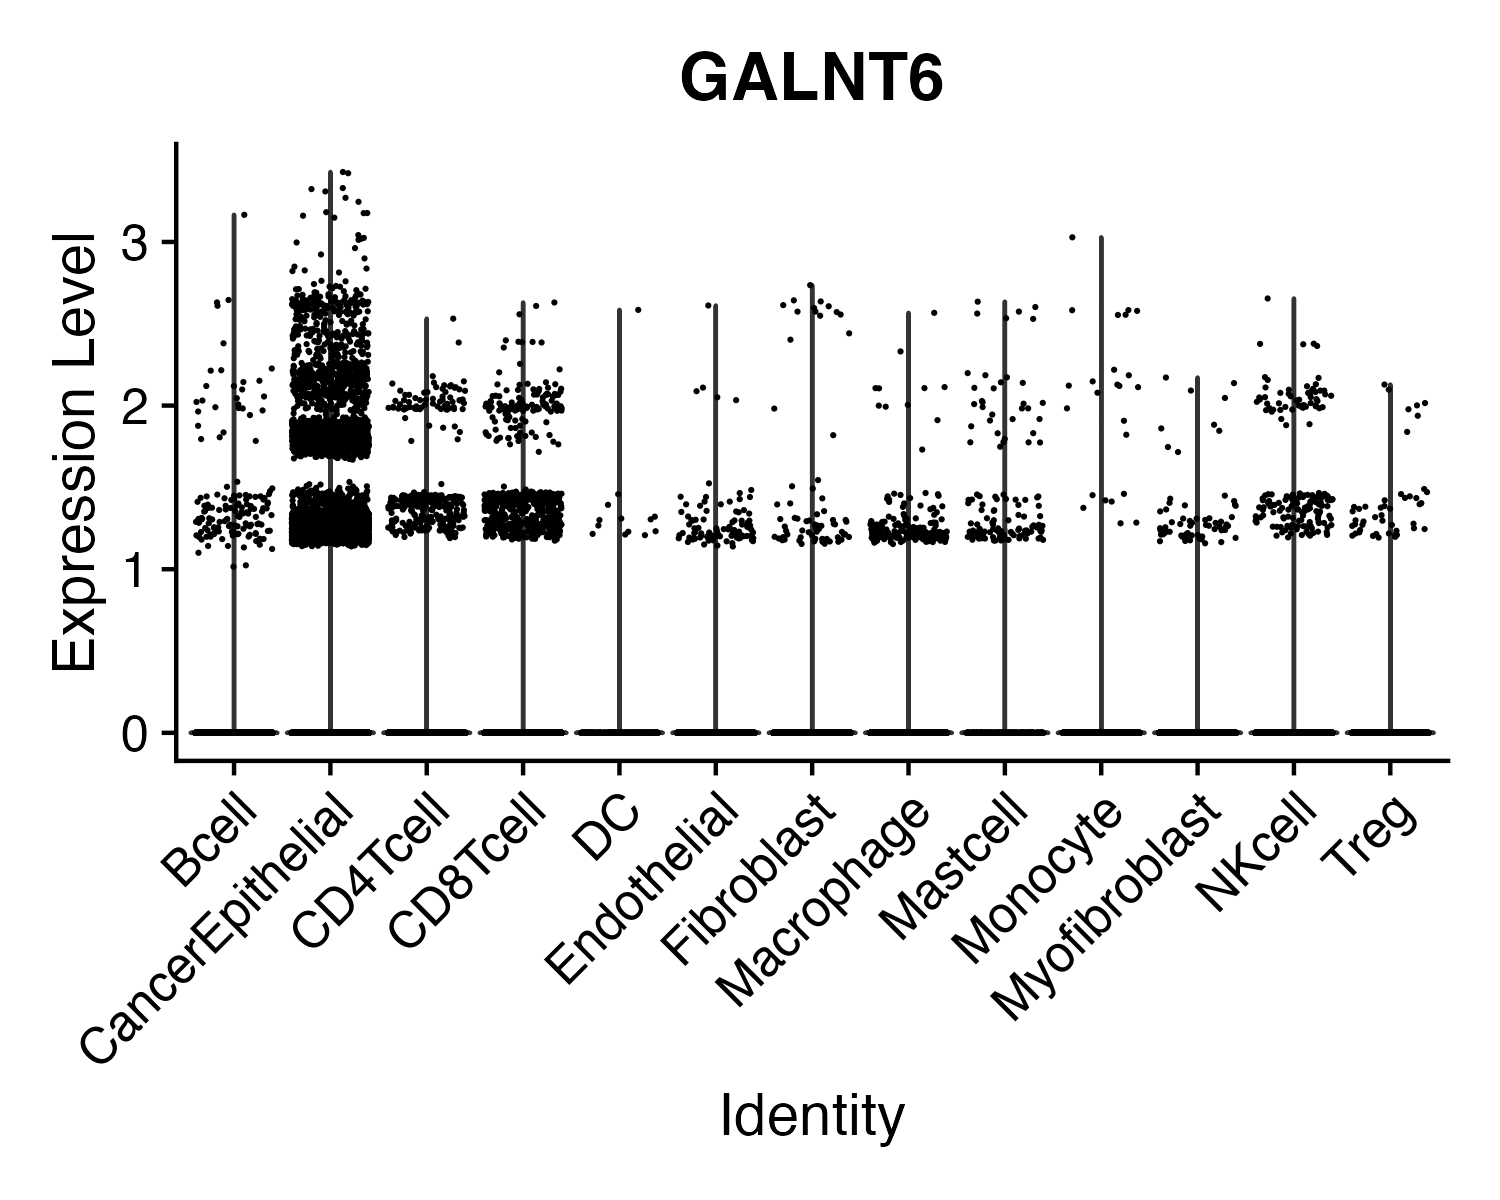 GALNT6
Expression Level
3
2
1
0
Bcell
CancerEpithelial
CD4Tcell
CD8Tcell
DC
Endothelial
Fibroblast
Macrophage
Mastcell
Monocyte
Myofibroblast
NKcell
Treg
Identity